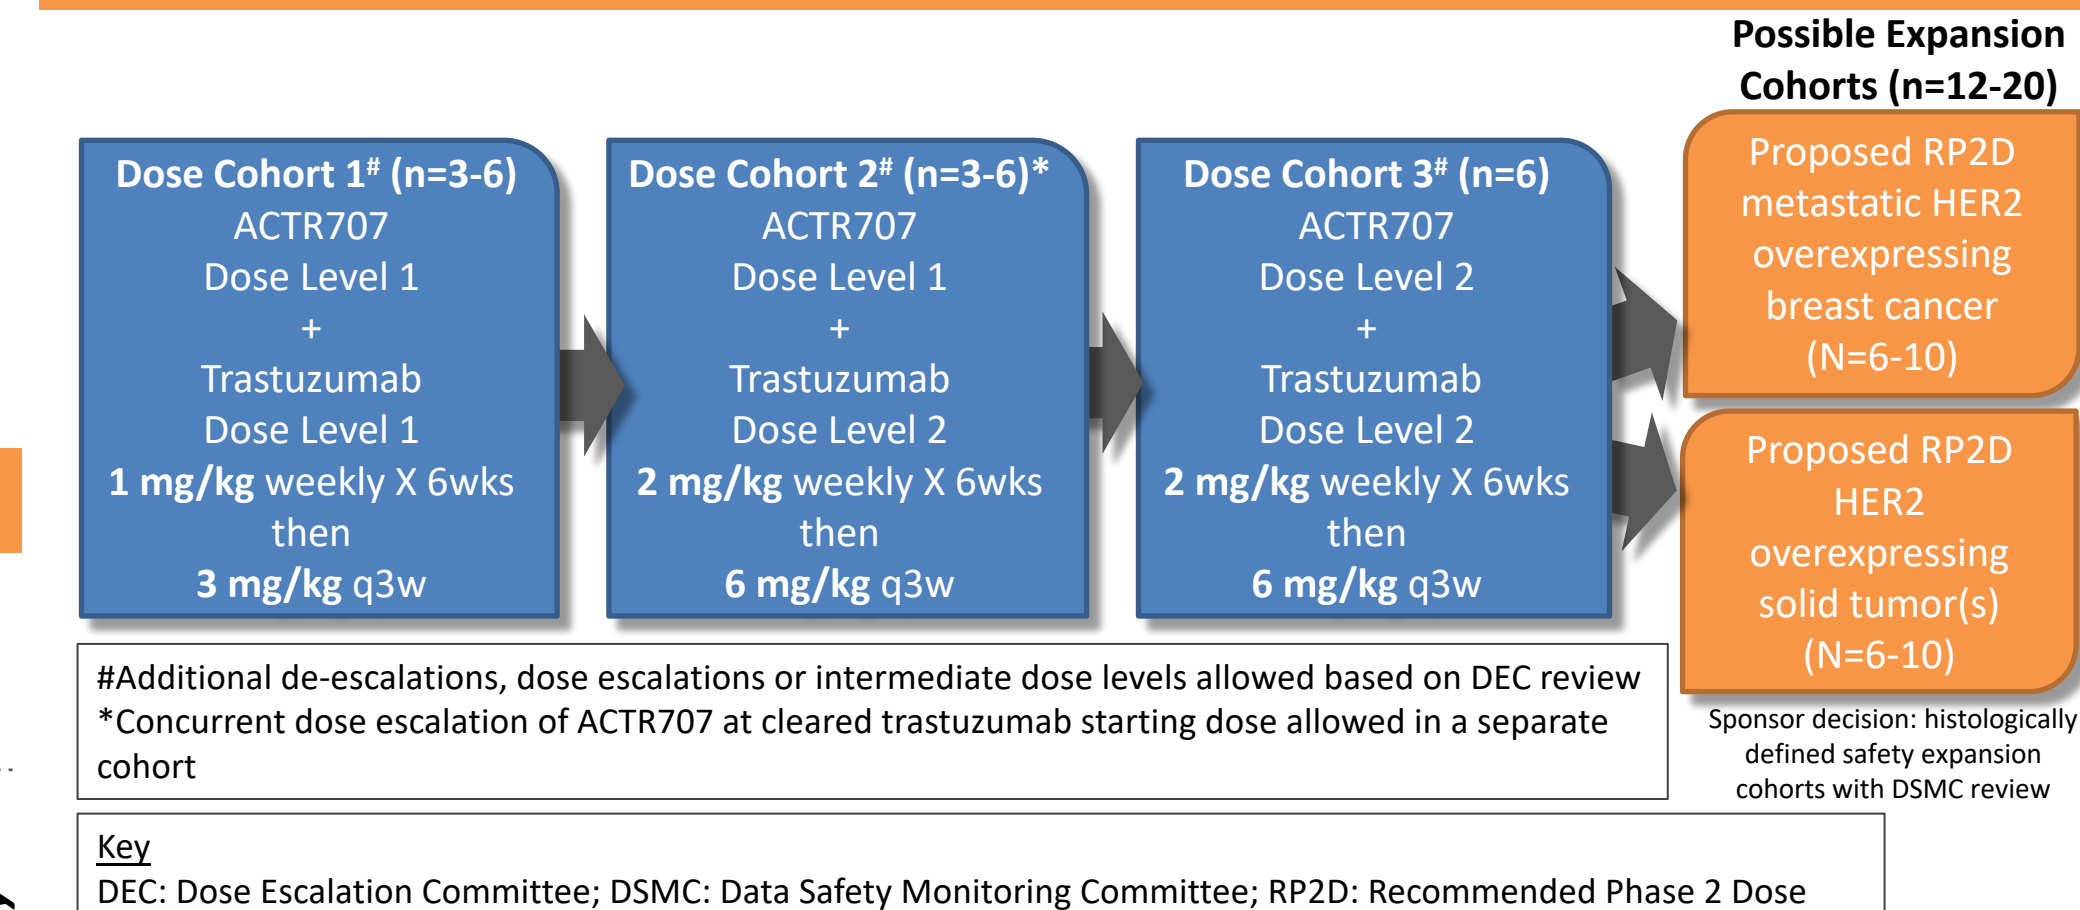 Possible Expansion
Cohorts (n=12-20)
Dose Cohort 1# (n=3-6)
ACTR707
Dose Level 1
+
Trastuzumab
Dose Level 1
1 mg/kg weekly X 6wks
then
3 mg/kg q3w
Dose Cohort 2# (n=3-6)*
ACTR707
Dose Level 1
+
Trastuzumab
Dose Level 2
2 mg/kg weekly X 6wks
then
6 mg/kg q3w
Dose Cohort 3# (n=6)
ACTR707
Dose Level 2
+
Trastuzumab
Dose Level 2
2 mg/kg weekly X 6wks
then
6 mg/kg q3w
Proposed RP2D
metastatic HER2
overexpressing
breast cancer
(N=6-10)
Proposed RP2D
HER2
overexpressing
solid tumor(s)
(N=6-10)
Sponsor decision: histologically
defined safety expansion
cohorts with DSMC review
#Additional de-escalations, dose escalations or intermediate dose levels allowed based on DEC review
*Concurrent dose escalation of ACTR707 at cleared trastuzumab starting dose allowed in a separate
cohort
Key
DEC: Dose Escalation Committee; DSMC: Data Safety Monitoring Committee; RP2D: Recommended Phase 2 Dose